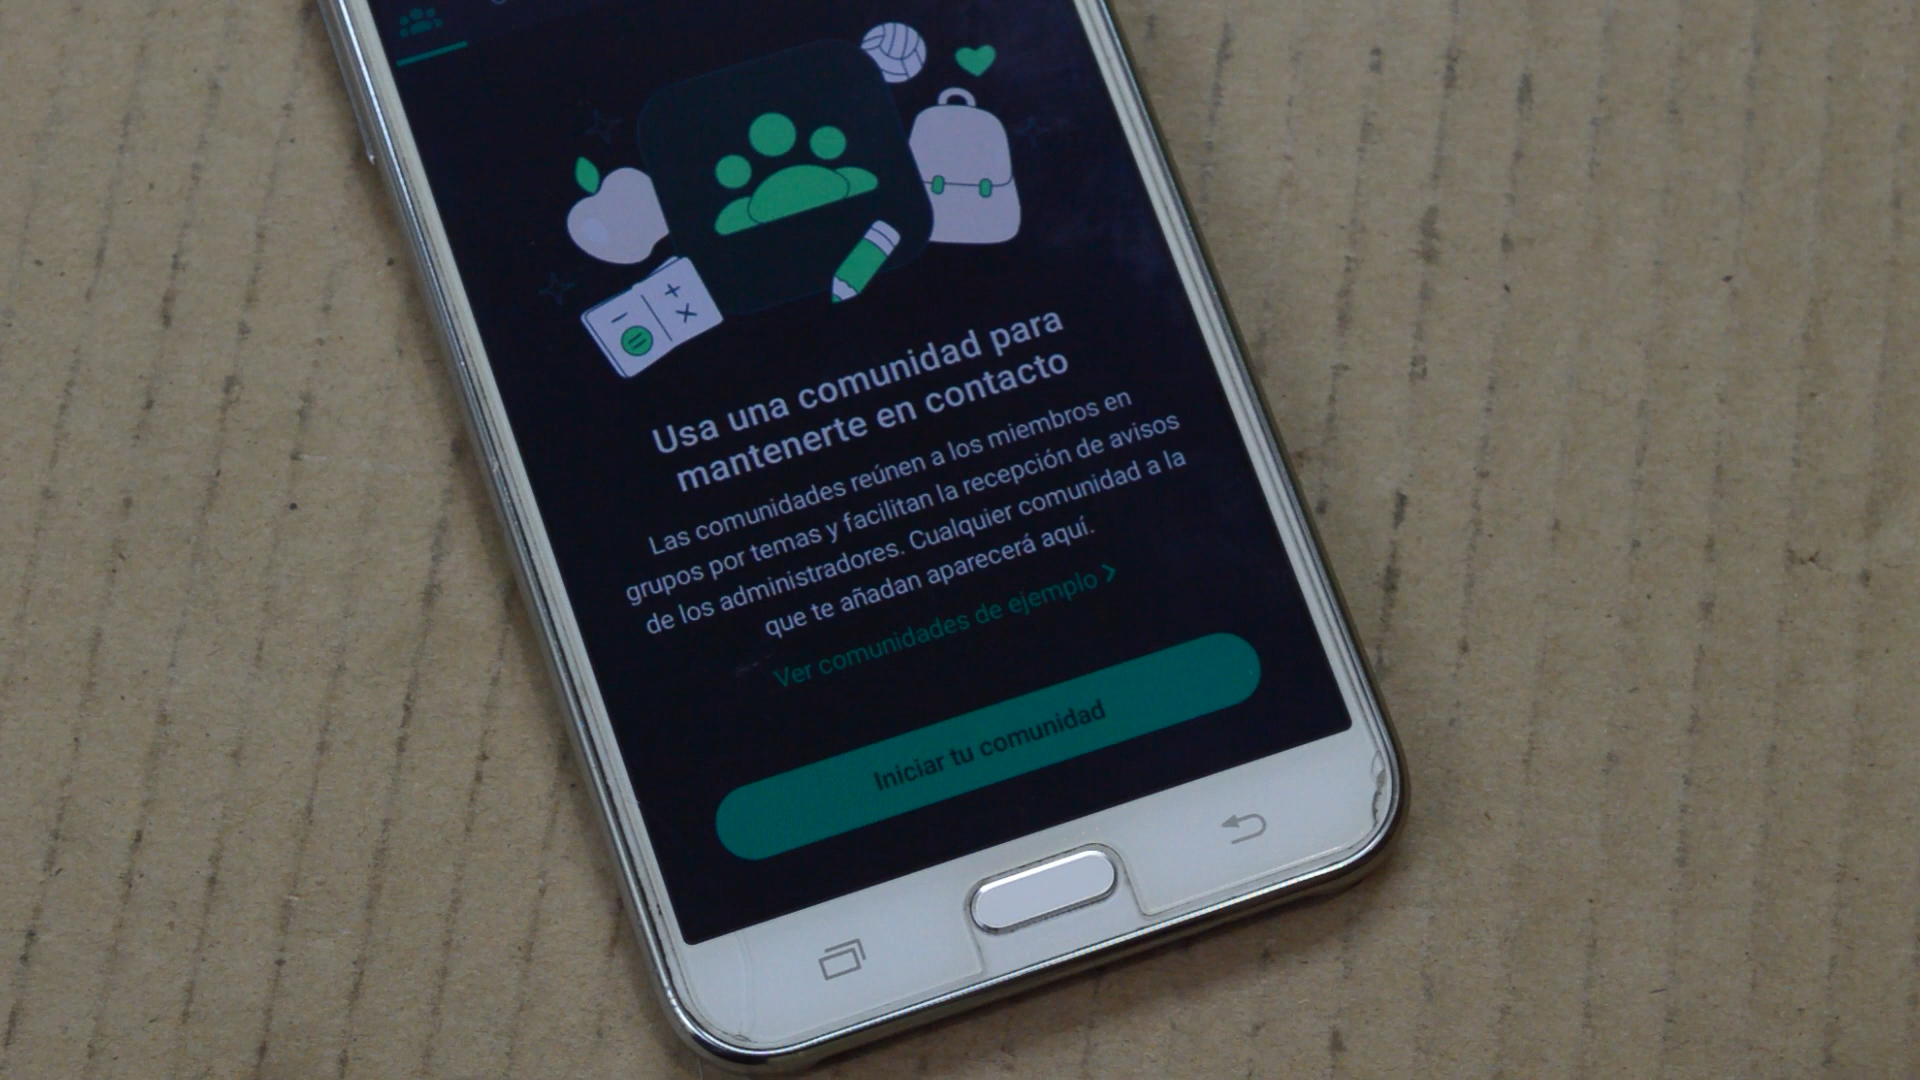 Usa una comunidad para
mantenerte en contacto
Las comunidades reúnen a los miembros en
grupos por temas y facilitan la recepción de avisos
de los administradores. Cualquier comunidad a la
que te añadan aparecerá aquí.
Ver comunidades de ejemplo
Iniciar tu comunidad